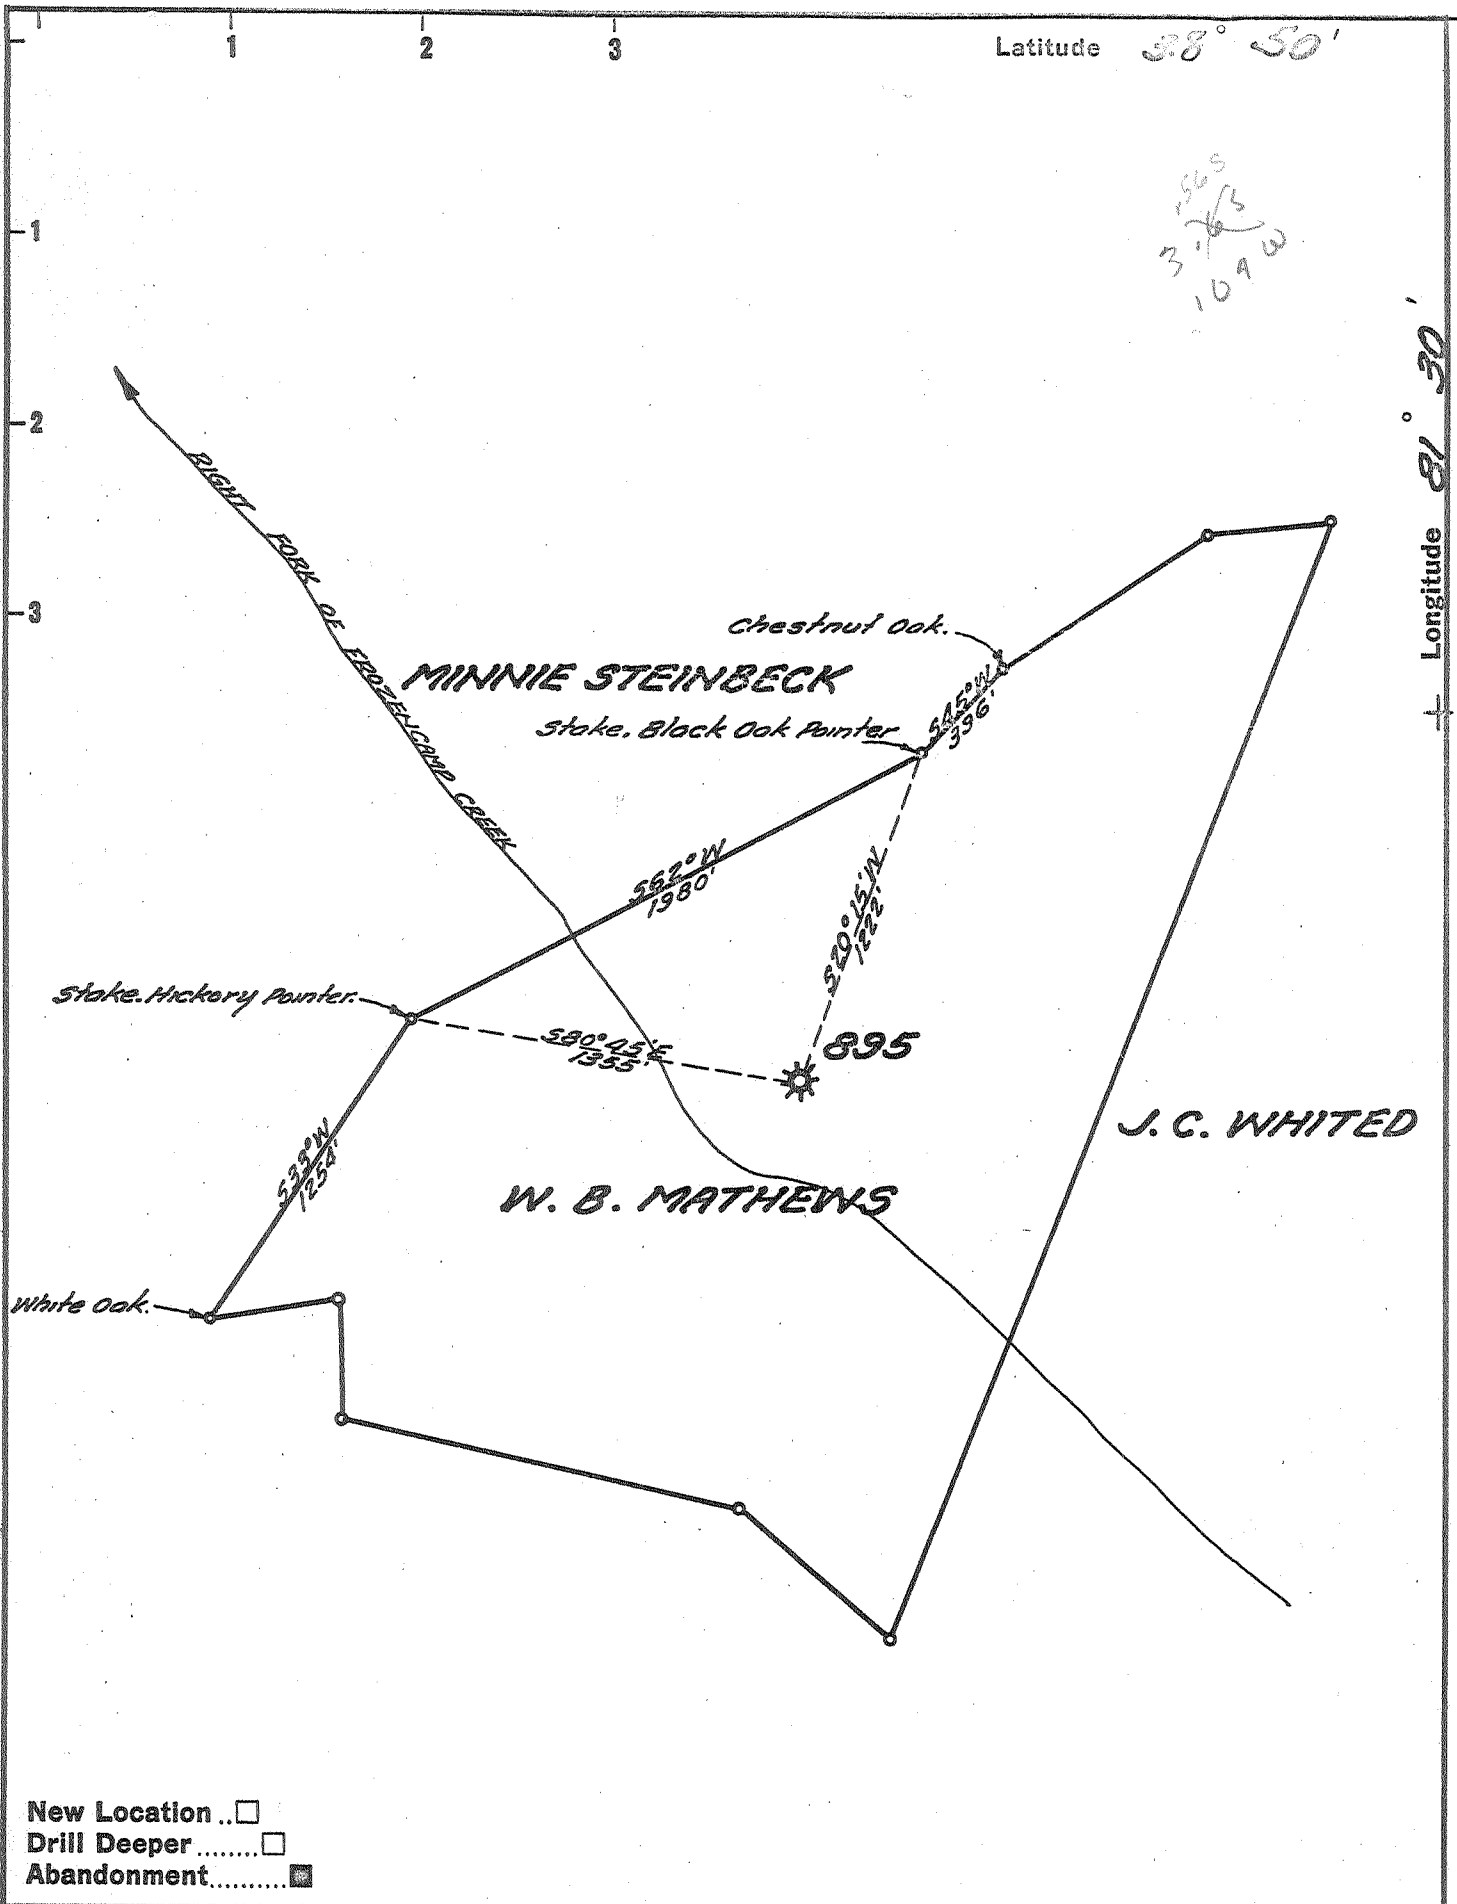 1 2 3 Latitude 38° 50'
1
2
3
Longitude 81° 30'
RIGHT FORK OF FROZENCAMP CREEK
Chestnut Oak.
MINNIE STEINBECK
S45°W
396'
Stake. Black Oak Pointer
S62°W
1980'
S20°15'W
1222'
Stake. Hickory Pointer.
S80°45'E
1355'
895
J. C. WHITED
S33°W
1254'
W. B. MATHEWS
White Oak.
New Location ..
Drill Deeper ........
Abandonment..........